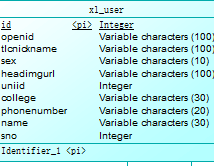 xl_user
id <pi> Integer
openid Variable characters (100)
tlcnickname Variable characters (100)
sex Variable characters (10)
headimgurl Variable characters (100)
uniid Integer
college Variable characters (30)
phonenumber Variable characters (20)
name Variable characters (30)
sno Integer
Identifier_1 <pi>